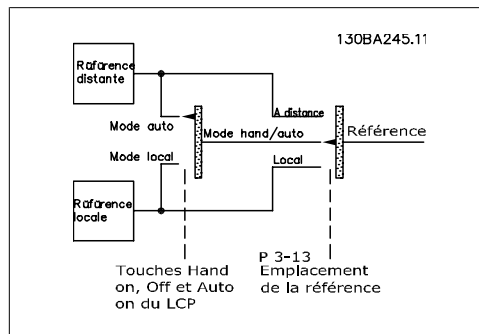 130BA245.11
Référence
distante
Mode auto
A distance
Mode hand/auto
Référence
Mode local
Local
Référence
locale
P 3-13
Touches Hand
on, Off et Auto
on du LCP
Emplacement
de la référence